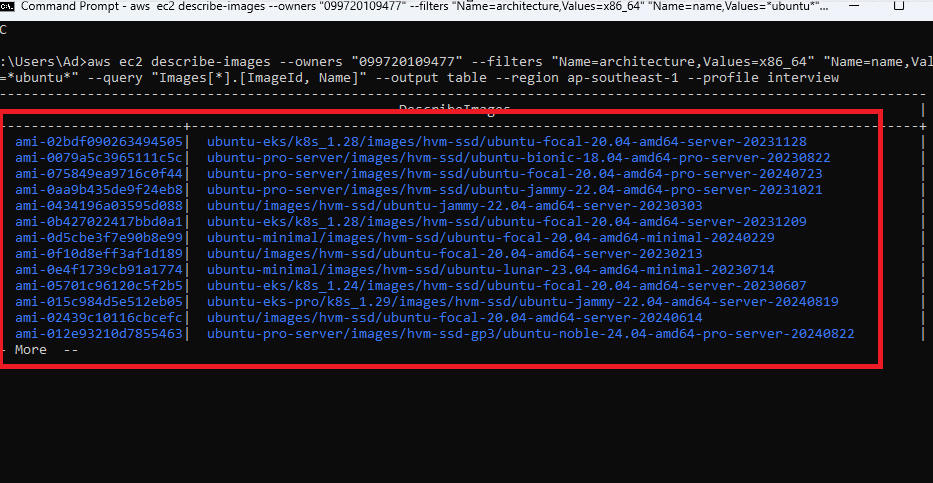 Command Prompt - aws ec2 describe-images --owners "099720109477" --filters "Name=architecture,Values=x86_64" "Name=name,Values=*ubuntu*"...
C
:\Users\Ad>aws ec2 describe-images --owners "099720109477" --filters "Name=architecture,Values=x86_64" "Name=name,Val
=*ubuntu*" --query "Images[*].[ImageId, Name]" --output table --region ap-southeast-1 --profile interview
DescribeImages
ami-02bdf090263494505| ubuntu-eks/k8s_1.28/images/hvm-ssd/ubuntu-focal-20.04-amd64-server-20231128 |
ami-0079a5c3965111c5c| ubuntu-pro-server/images/hvm-ssd/ubuntu-bionic-18.04-amd64-pro-server-20230822 |
ami-075849ea9716c0f44| ubuntu-pro-server/images/hvm-ssd/ubuntu-focal-20.04-amd64-pro-server-20240723 |
ami-0aa9b435de9f24eb8| ubuntu-pro-server/images/hvm-ssd/ubuntu-jammy-22.04-amd64-pro-server-20231021 |
ami-0434196a03595d088| ubuntu/images/hvm-ssd/ubuntu-jammy-22.04-amd64-server-20230303 |
ami-0b427022417bbd0a1| ubuntu-eks/k8s_1.28/images/hvm-ssd/ubuntu-focal-20.04-amd64-server-20231209 |
ami-0d5cbe3f7e90b8e99| ubuntu-minimal/images/hvm-ssd/ubuntu-focal-20.04-amd64-minimal-20240229 |
ami-0f10d8eff3af1d189| ubuntu/images/hvm-ssd/ubuntu-focal-20.04-amd64-server-20230213 |
ami-0e4f1739cb91a1774| ubuntu-minimal/images/hvm-ssd/ubuntu-lunar-23.04-amd64-minimal-20230714 |
ami-05701c96120c5f2b5| ubuntu-eks/k8s_1.24/images/hvm-ssd/ubuntu-focal-20.04-amd64-server-20230607 |
ami-015c984d5e512eb05| ubuntu-eks-pro/k8s_1.29/images/hvm-ssd/ubuntu-jammy-22.04-amd64-server-20240819 |
ami-02439c10116cbcefc| ubuntu/images/hvm-ssd/ubuntu-focal-20.04-amd64-server-20240614 |
ami-012e93210d7855463| ubuntu-pro-server/images/hvm-ssd-gp3/ubuntu-noble-24.04-amd64-pro-server-20240822 |
- More --